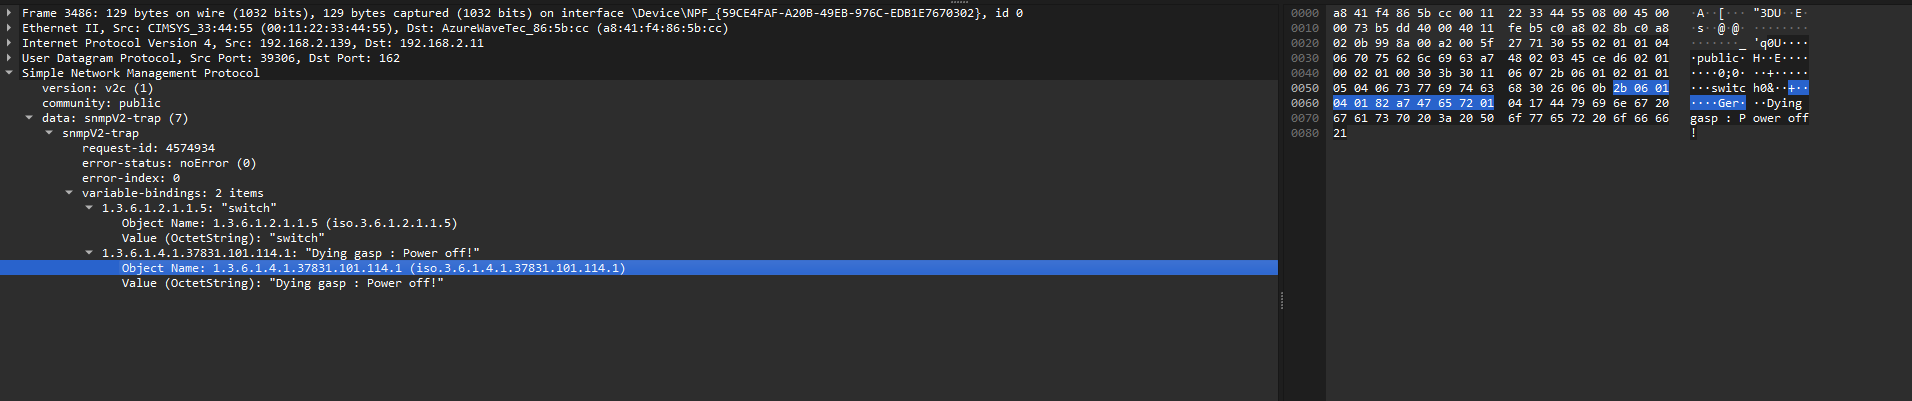 Frame 3486: 129 bytes on wire (1032 bits), 129 bytes captured (1032 bits) on interface \Device\NPF_{59CE4FAF-A20B-49EB-976C-EDB1E7670302}, id 0
Ethernet II, Src: CIMSYS_33:44:55 (00:11:22:33:44:55), Dst: AzureWaveTec_86:5b:cc (a8:41:f4:86:5b:cc)
Internet Protocol Version 4, Src: 192.168.2.139, Dst: 192.168.2.11
User Datagram Protocol, Src Port: 39306, Dst Port: 162
Simple Network Management Protocol
version: v2c (1)
community: public
data: snmpV2-trap (7)
snmpV2-trap
request-id: 4574934
error-status: noError (0)
error-index: 0
variable-bindings: 2 items
1.3.6.1.2.1.1.5: "switch"
Object Name: 1.3.6.1.2.1.1.5 (iso.3.6.1.2.1.1.5)
Value (OctetString): "switch"
1.3.6.1.4.1.37831.101.114.1: "Dying gasp : Power off!"
Object Name: 1.3.6.1.4.1.37831.101.114.1 (iso.3.6.1.4.1.37831.101.114.1)
Value (OctetString): "Dying gasp : Power off!"
0000 a8 41 f4 86 5b cc 00 11 22 33 44 55 08 00 45 00 ·A··[··· "3DU··E·
0010 00 73 b5 dd 40 00 40 11 fe b5 c0 a8 02 8b c0 a8 ·s··@·@· ········
0020 02 0b 99 8a 00 a2 00 5f 27 71 30 55 02 01 01 04 ·······_ 'q0U····
0030 06 70 75 62 6c 69 63 a7 48 02 03 45 ce d6 02 01 ·public· H··E····
0040 00 02 01 00 30 3b 30 11 06 07 2b 06 01 02 01 01 ····0;0· ··+·····
0050 05 04 06 73 77 69 74 63 68 30 26 06 0b 2b 06 01 ···switc h0&··+··
0060 04 01 82 a7 47 65 72 01 04 17 44 79 69 6e 67 20 ····Ger· ··Dying
0070 67 61 73 70 20 3a 20 50 6f 77 65 72 20 6f 66 66 gasp : P ower off
0080 21 !